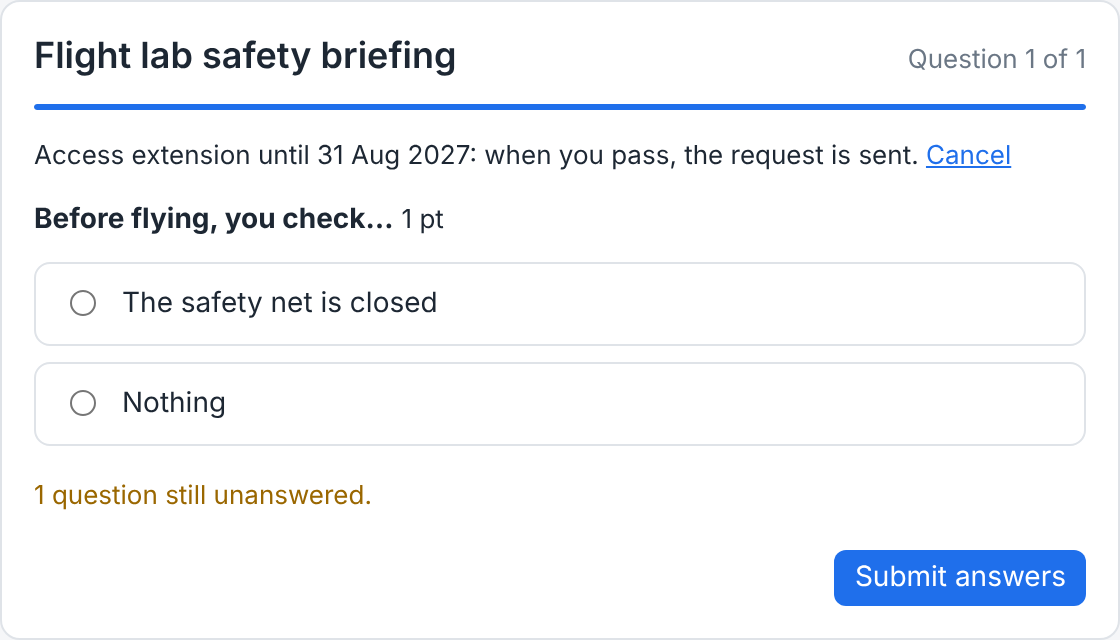 Flight lab safety briefing
Question 1 of 1
Access extension until 31 Aug 2027: when you pass, the request is sent. Cancel
Before flying, you check... 1 pt
The safety net is closed
Nothing
1 question still unanswered.
Submit answers